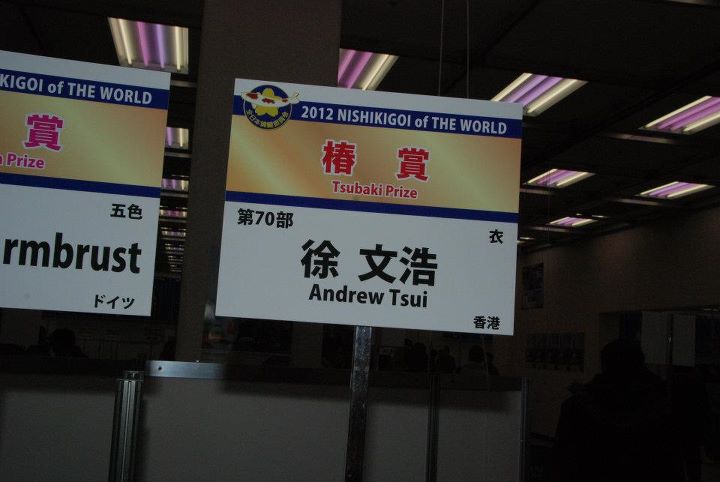 KIGOI of THE WORLD
賞
Prize
五色
rmbrust
ドイツ
2012 NISHIKIGOI of THE WORLD
椿 賞
Tsubaki Prize
第70部
衣
徐 文浩
Andrew Tsui
香港